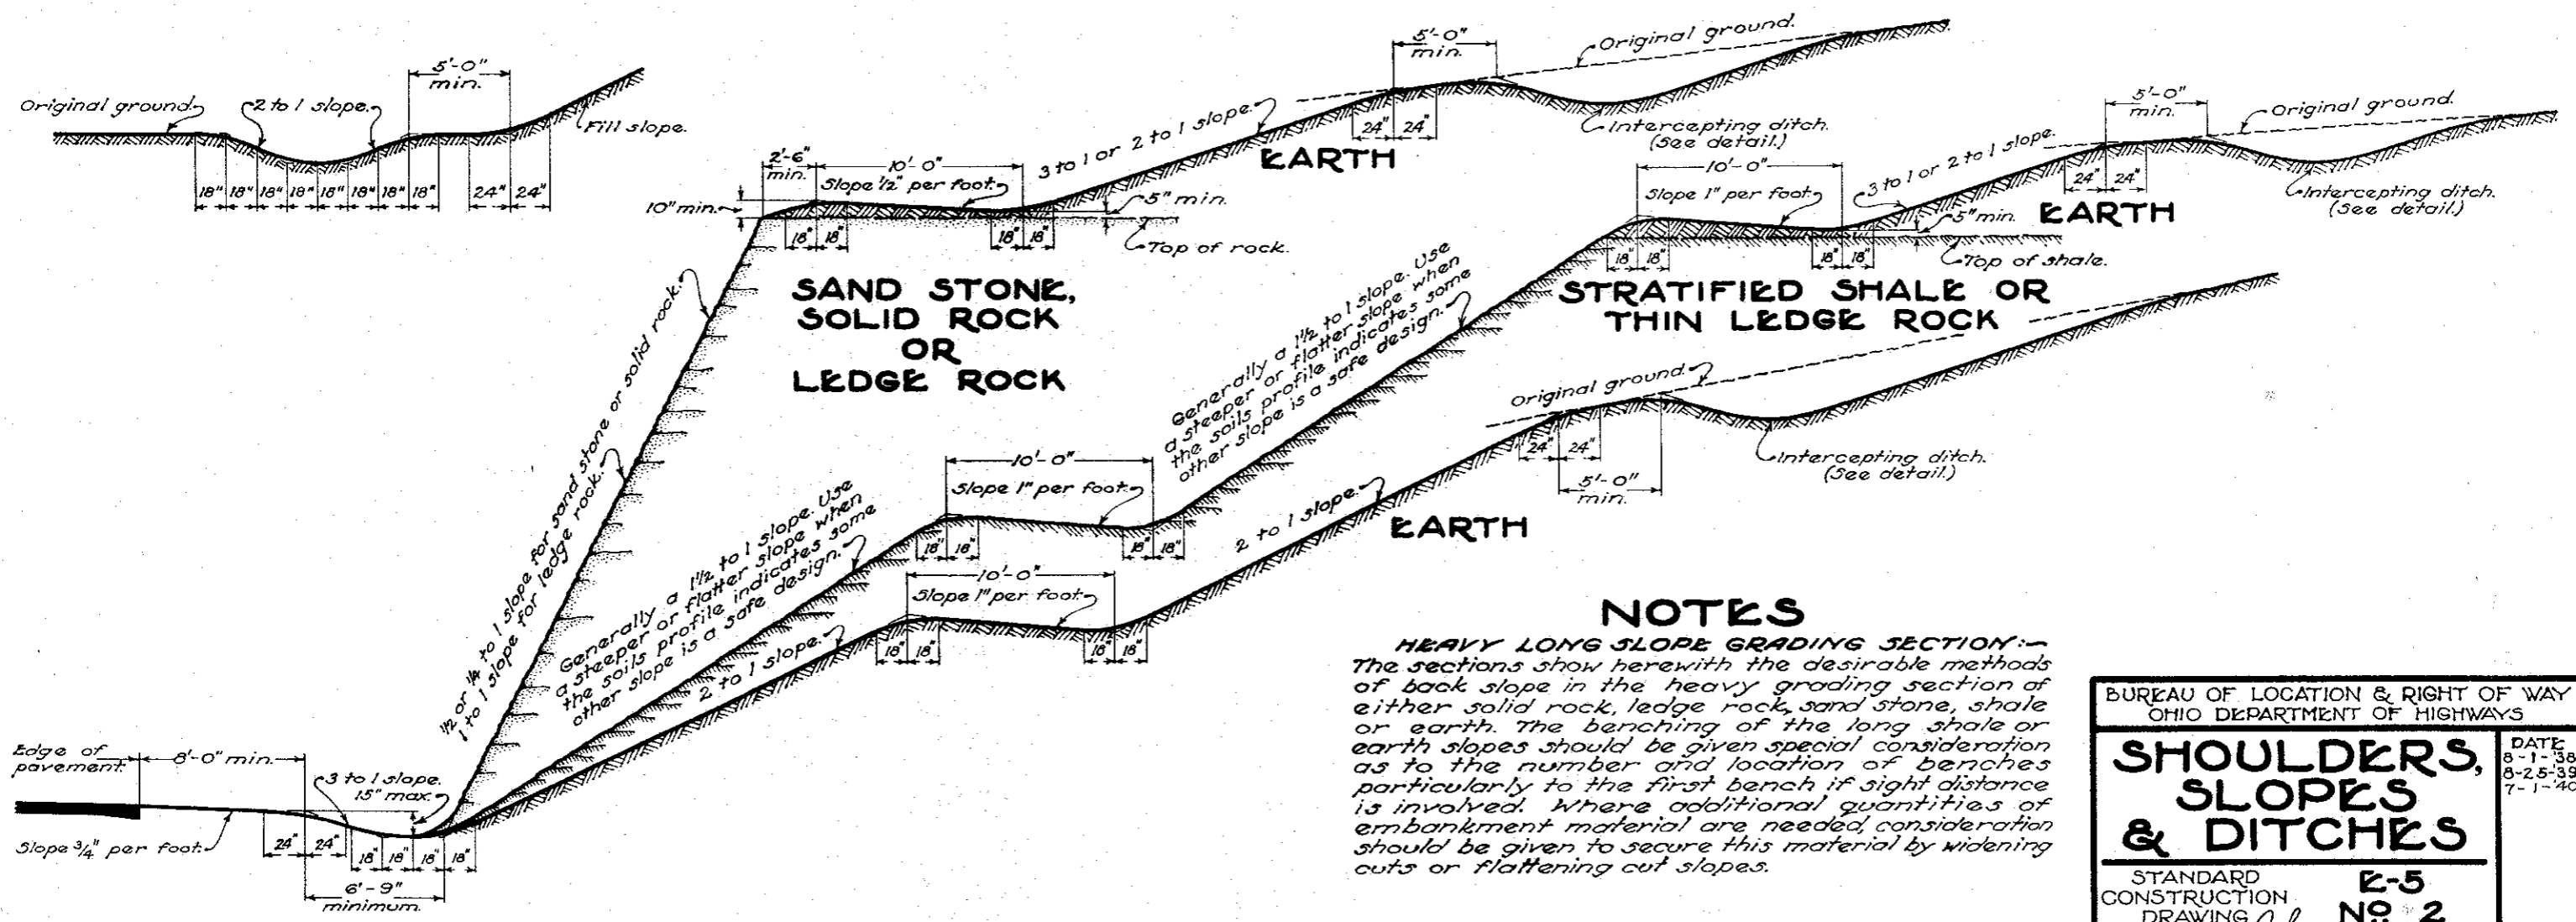 5'-0"
min.
Original ground.
2 to 1 slope.
Fill slope.
18" 18" 18" 18" 18" 18" 18" 18" 24" 24"
5'-0"
min.
Original ground.
3 to 1 or 2 to 1 slope.
24" 24"
Intercepting ditch.
(See detail.)
EARTH
2'-6"
min.
10'-0"
Slope 1/2" per foot.
10" min.
5" min.
18" 18" 18" 18"
Top of rock.
SAND STONE,
SOLID ROCK
OR
LEDGE ROCK
1/2 or 1/4 to 1 slope for sand stone or solid rock.
1 to 1 slope for ledge rock.
5'-0"
min.
Original ground.
3 to 1 or 2 to 1 slope.
24" 24"
Intercepting ditch.
(See detail.)
EARTH
10'-0"
Slope 1" per foot.
5" min.
18" 18" 18" 18"
Top of shale.
STRATIFIED SHALE OR
THIN LEDGE ROCK
Generally a 1 1/2 to 1 slope. Use
a steeper or flatter slope when
the soils profile indicates some
other slope is a safe design.
10'-0"
Slope 1" per foot.
18" 18" 18" 18"
Generally a 1 1/2 to 1 slope. Use
a steeper or flatter slope when
the soils profile indicates some
other slope is a safe design.
Original ground.
24" 24"
5'-0"
min.
Intercepting ditch.
(See detail.)
2 to 1 slope.
EARTH
10'-0"
Slope 1" per foot.
18" 18" 18" 18"
2 to 1 slope.
Edge of
pavement.
8'-0" min.
3 to 1 slope.
15" max.
Slope 3/4" per foot.
24" 24" 18" 18" 18" 18"
6'-9"
minimum.
NOTES
HEAVY LONG SLOPE GRADING SECTION:-
The sections show herewith the desirable methods
of back slope in the heavy grading section of
either solid rock, ledge rock, sand stone, shale
or earth. The benching of the long shale or
earth slopes should be given special consideration
as to the number and location of benches
particularly to the first bench if sight distance
is involved. Where additional quantities of
embankment material are needed, consideration
should be given to secure this material by widening
cuts or flattening cut slopes.
BUREAU OF LOCATION & RIGHT OF WAY
OHIO DEPARTMENT OF HIGHWAYS
SHOULDERS,
SLOPES
& DITCHES
DATE
8-1-'38
8-25-'39
7-1-'40
STANDARD
CONSTRUCTION
DRAWING
E-5
No 2